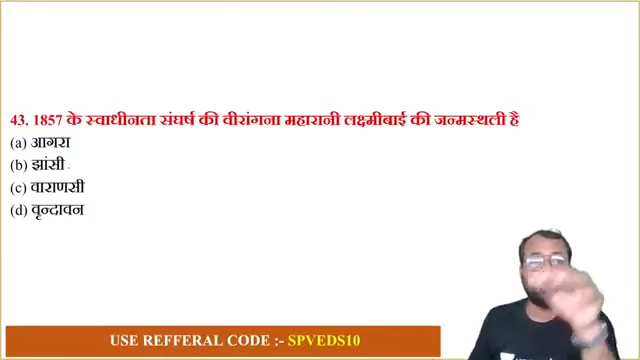 43. 1857 के स्वाधीनता संघर्ष की वीरांगना महारानी लक्ष्मीबाई की जन्मस्थली है
(a) आगरा
(b) झांसी
(c) वाराणसी
(d) वृन्दावन
USE REFFERAL CODE :- SPVEDS10